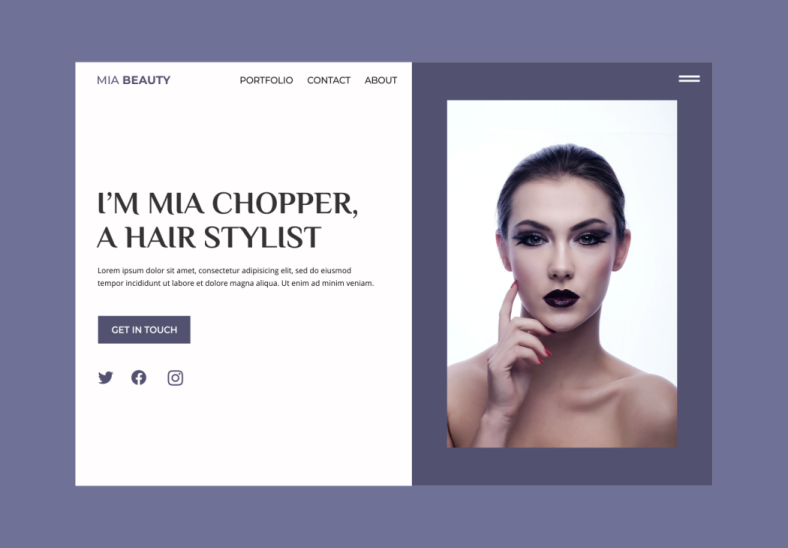 MIA BEAUTY
PORTFOLIO CONTACT ABOUT
I’M MIA CHOPPER,
A HAIR STYLIST
Lorem ipsum dolor sit amet, consectetur adipisicing elit, sed do eiusmod
tempor incididunt ut labore et dolore magna aliqua. Ut enim ad minim veniam.
GET IN TOUCH